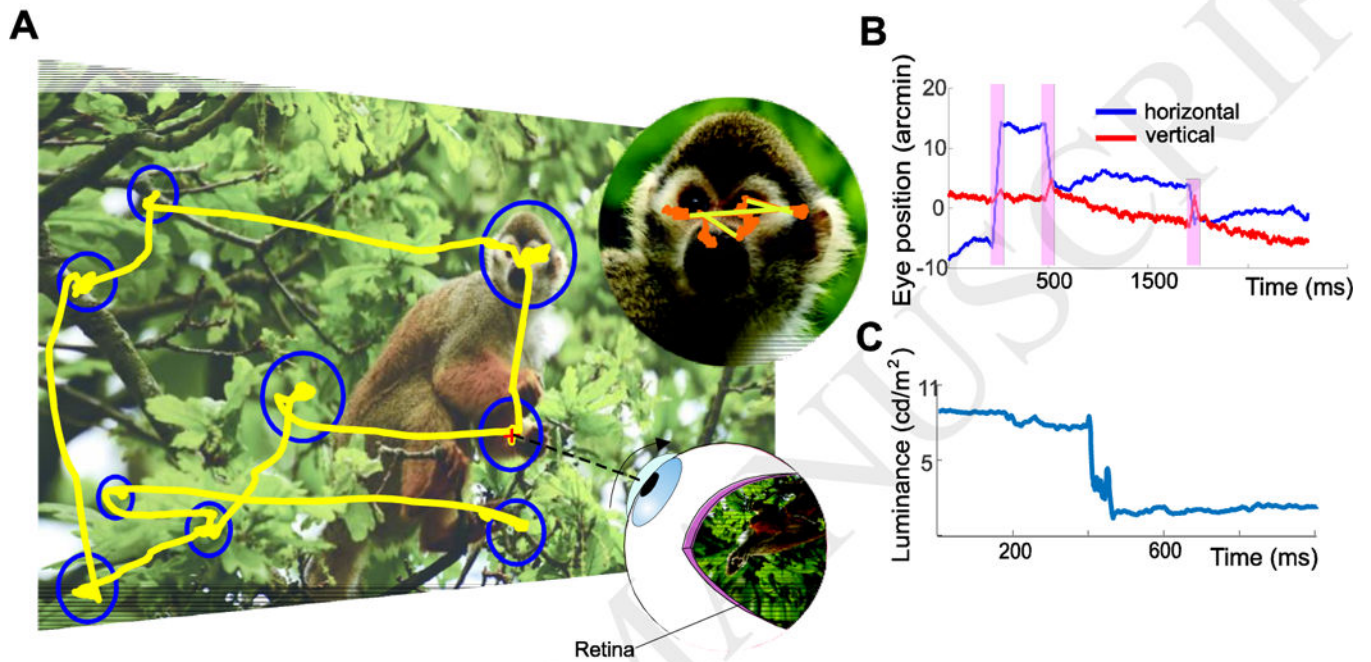 A
Retina
B
Eye position (arcmin)
20
10
0
-10
horizontal
vertical
500
1500
Time (ms)
C
Luminance (cd/m²)
11
5
200
600
Time (ms)
MANUSCRIP